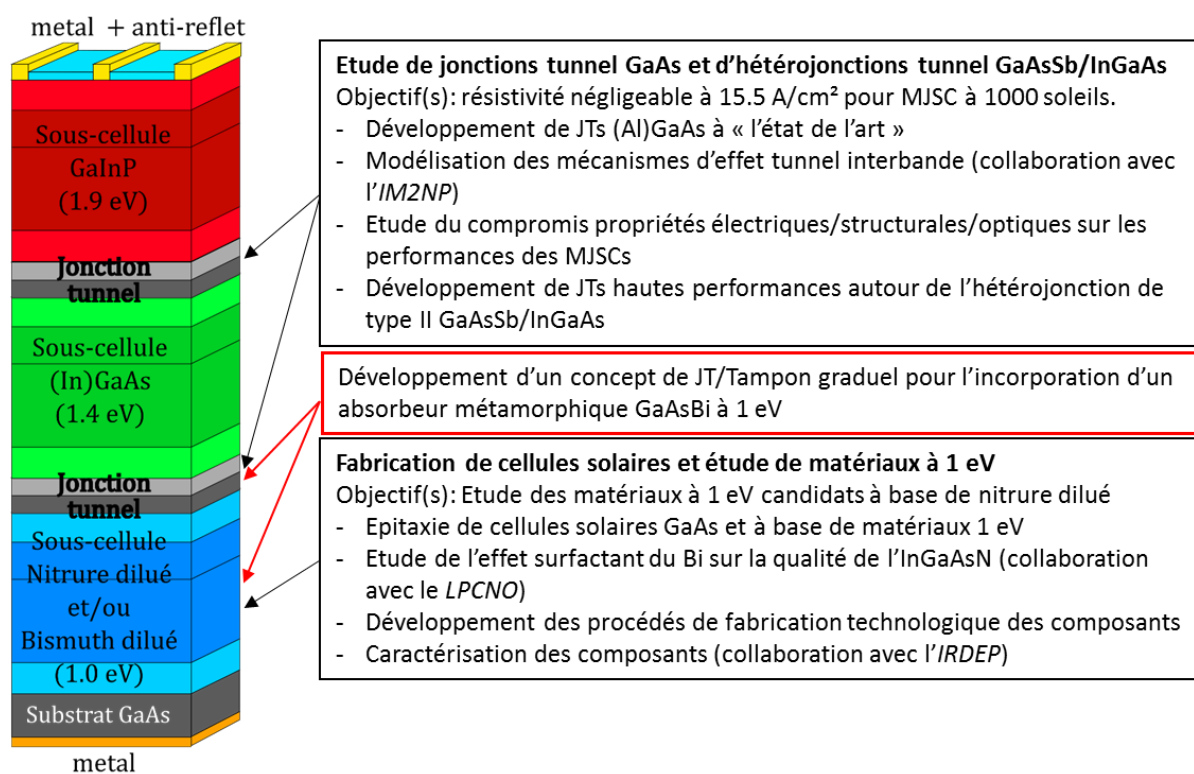 metal + anti-reflet
Sous-cellule
GaInP
(1.9 eV)
Jonction
tunnel
Sous-cellule
(In)GaAs
(1.4 eV)
Jonction
tunnel
Sous-cellule
Nitrure dilué
et/ou
Bismuth dilué
(1.0 eV)
Substrat GaAs
metal
Etude de jonctions tunnel GaAs et d’hétérojonctions tunnel GaAsSb/InGaAs
Objectif(s): résistivité négligeable à 15.5 A/cm² pour MJSC à 1000 soleils.
- Développement de JTs (Al)GaAs à « l’état de l’art »
- Modélisation des mécanismes d’effet tunnel interbande (collaboration avec
l’IM2NP)
- Etude du compromis propriétés électriques/structurales/optiques sur les
performances des MJSCs
- Développement de JTs hautes performances autour de l’hétérojonction de
type II GaAsSb/InGaAs
Développement d’un concept de JT/Tampon graduel pour l’incorporation d’un
absorbeur métamorphique GaAsBi à 1 eV
Fabrication de cellules solaires et étude de matériaux à 1 eV
Objectif(s): Etude des matériaux à 1 eV candidats à base de nitrure dilué
- Epitaxie de cellules solaires GaAs et à base de matériaux 1 eV
- Etude de l’effet surfactant du Bi sur la qualité de l’InGaAsN (collaboration
avec le LPCNO)
- Développement des procédés de fabrication technologique des composants
- Caractérisation des composants (collaboration avec l’IRDEP)